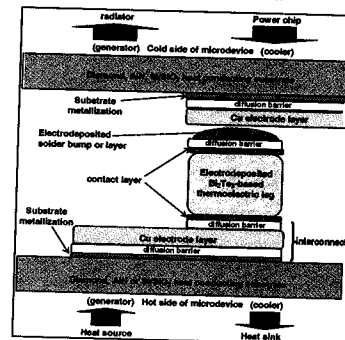 radiator Power chip
(generator) Cold side of microdevice (cooler)
Substrate
metallization
diffusion barrier
Cu electrode layer
Electrodeposited
solder bump or layer
diffusion barrier
contact layer
Electrodeposited
Bi₂Te₃-based
thermoelectric leg
Substrate
metallization
diffusion barrier
Cu electrode layer
diffusion barrier
interconnect
(generator) Hot side of microdevice (cooler)
Heat source Heat sink